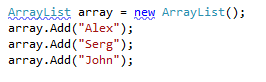 ArrayList array = new ArrayList();
array.Add("Alex");
array.Add("Serg");
array.Add("John");